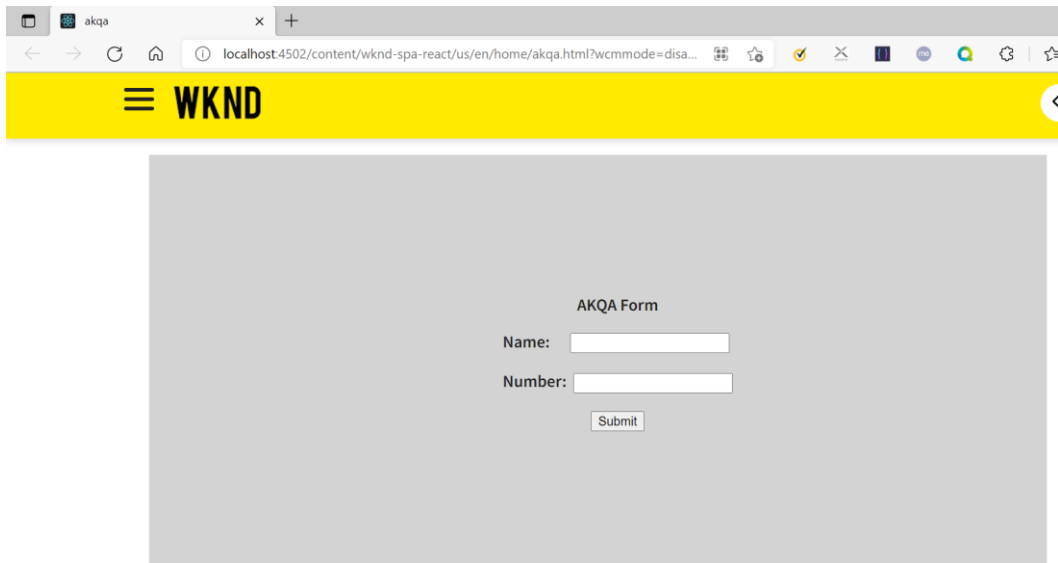 akqa
localhost:4502/content/wknd-spa-react/us/en/home/akqa.html?wcmmode=disa...
WKND
AKQA Form
Name:
Number:
Submit